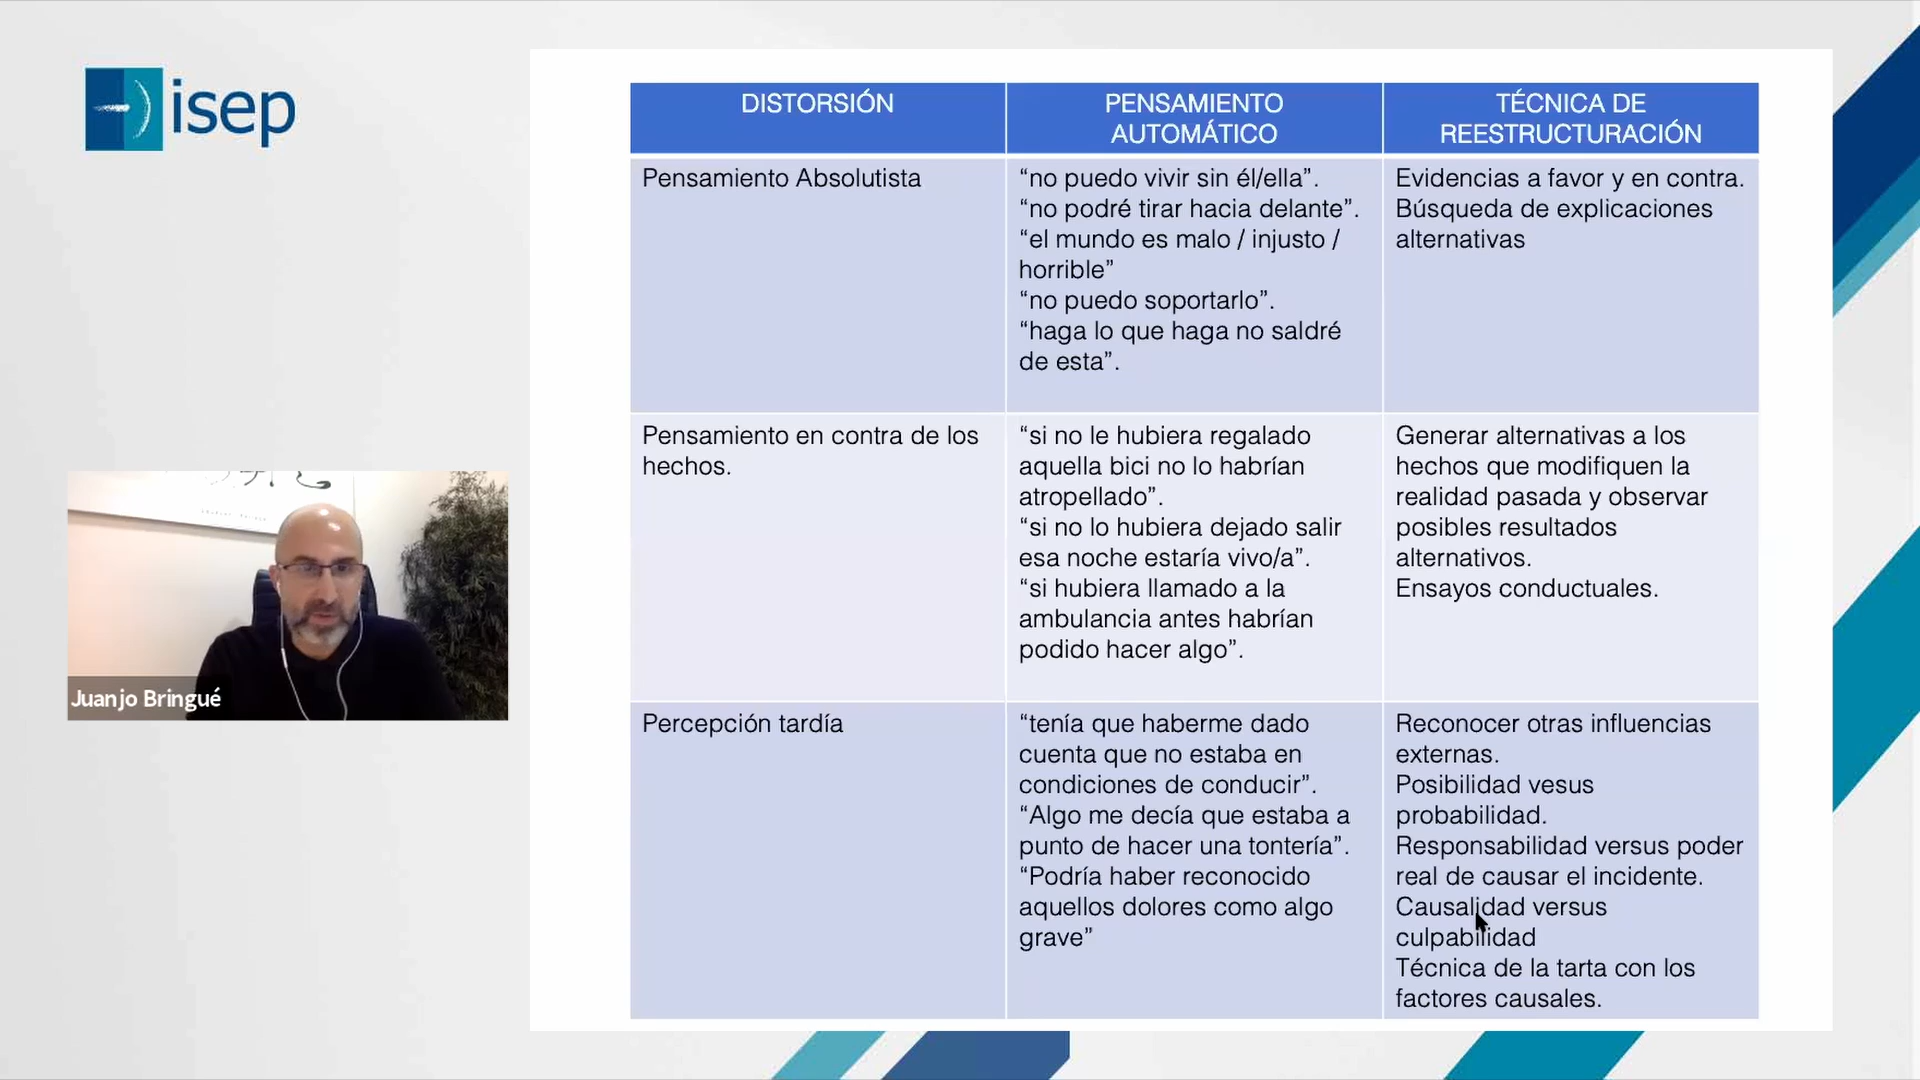 isep
DISTORSIÓN
PENSAMIENTO
AUTOMÁTICO
TÉCNICA DE
REESTRUCTURACIÓN
Pensamiento Absolutista
“no puedo vivir sin él/ella”.
“no podré tirar hacia delante”.
“el mundo es malo / injusto /
horrible”
“no puedo soportarlo”.
“haga lo que haga no saldré
de esta”.
Evidencias a favor y en contra.
Búsqueda de explicaciones
alternativas
Pensamiento en contra de los
hechos.
“si no le hubiera regalado
aquella bici no lo habrían
atropellado”.
“si no lo hubiera dejado salir
esa noche estaría vivo/a”.
“si hubiera llamado a la
ambulancia antes habrían
podido hacer algo”.
Generar alternativas a los
hechos que modifiquen la
realidad pasada y observar
posibles resultados
alternativos.
Ensayos conductuales.
Percepción tardía
“tenía que haberme dado
cuenta que no estaba en
condiciones de conducir”.
“Algo me decía que estaba a
punto de hacer una tontería”.
“Podría haber reconocido
aquellos dolores como algo
grave”
Reconocer otras influencias
externas.
Posibilidad vesus
probabilidad.
Responsabilidad versus poder
real de causar el incidente.
Causalidad versus
culpabilidad
Técnica de la tarta con los
factores causales.
Juanjo Bringué